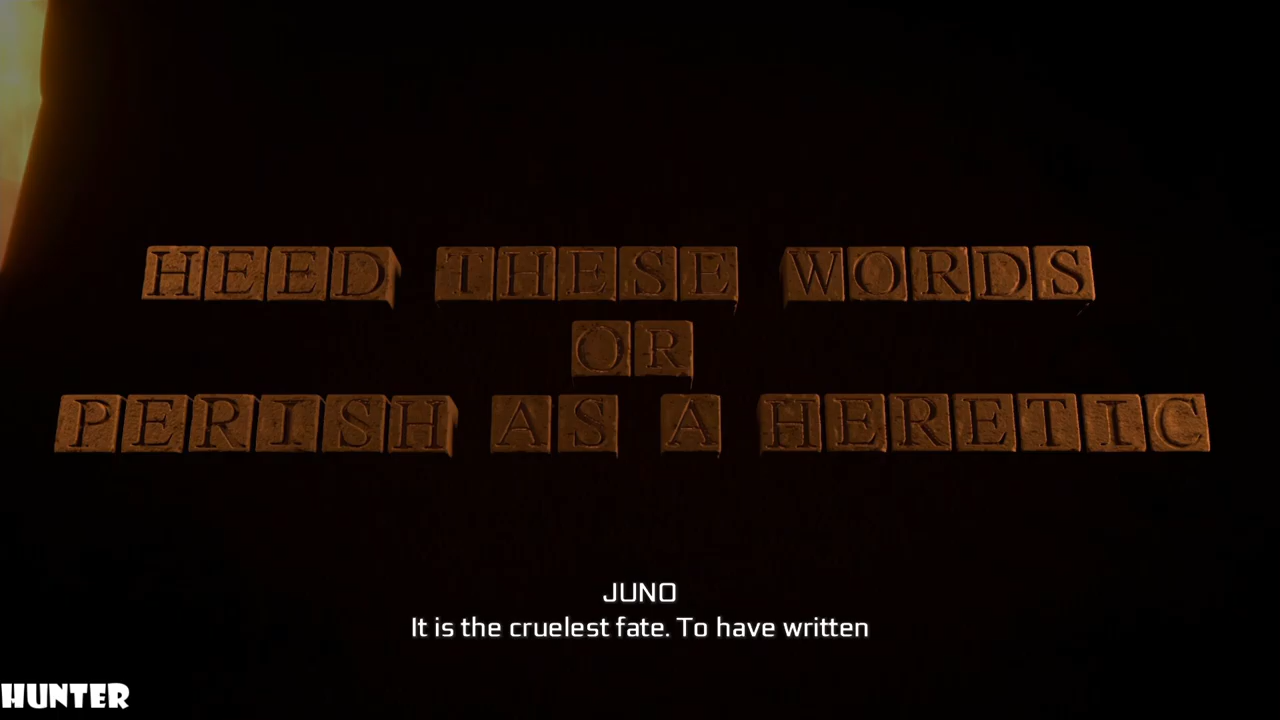 HEED THESE WORDS
OR
PERISH AS A HERETIC
JUNO
It is the cruelest fate. To have written
HUNTER